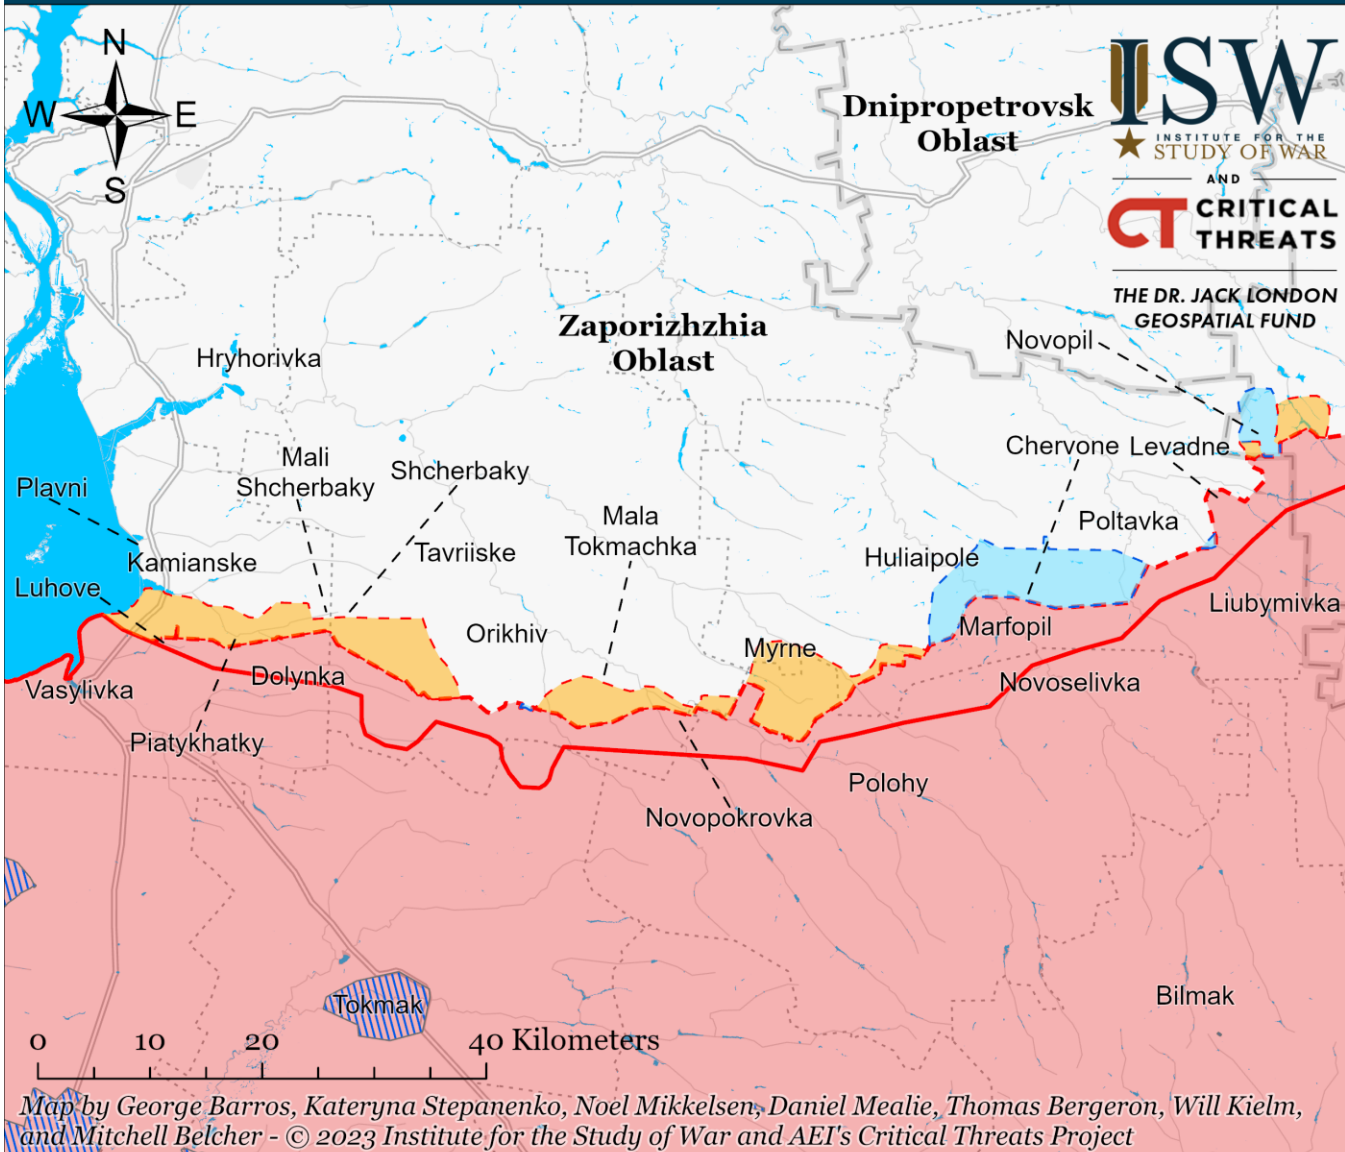 N
W
E
S
Dnipropetrovsk
Oblast
ISW
INSTITUTE FOR THE
STUDY OF WAR
AND
CT CRITICAL
THREATS
THE DR. JACK LONDON
GEOSPATIAL FUND
Zaporizhzhia
Oblast
Novopil
Hryhorivka
Chervone
Levadne
Mali
Shcherbaky
Shcherbaky
Plavni
Mala
Tokmachka
Poltavka
Tavriiske
Huliaipole
Kamianske
Luhove
Liubymivka
Orikhiv
Marfopil
Myrne
Dolynka
Vasylivka
Novoselivka
Piatykhatky
Polohy
Novopokrovka
Tokmak
Bilmak
0 10 20 40 Kilometers
Map by George Barros, Kateryna Stepanenko, Noel Mikkelsen, Daniel Mealie, Thomas Bergeron, Will Kielm,
and Mitchell Belcher - © 2023 Institute for the Study of War and AEI's Critical Threats Project